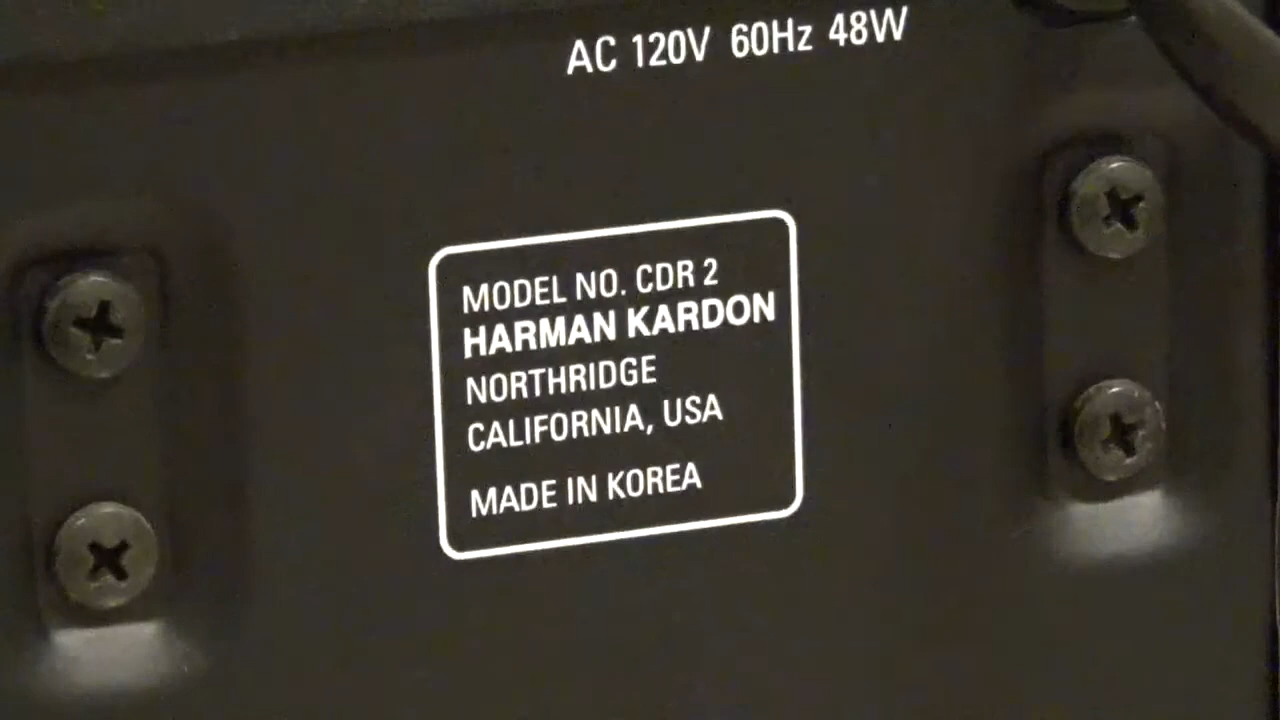 AC 120V 60Hz 48W
MODEL NO. CDR 2
HARMAN KARDON
NORTHRIDGE
CALIFORNIA, USA
MADE IN KOREA